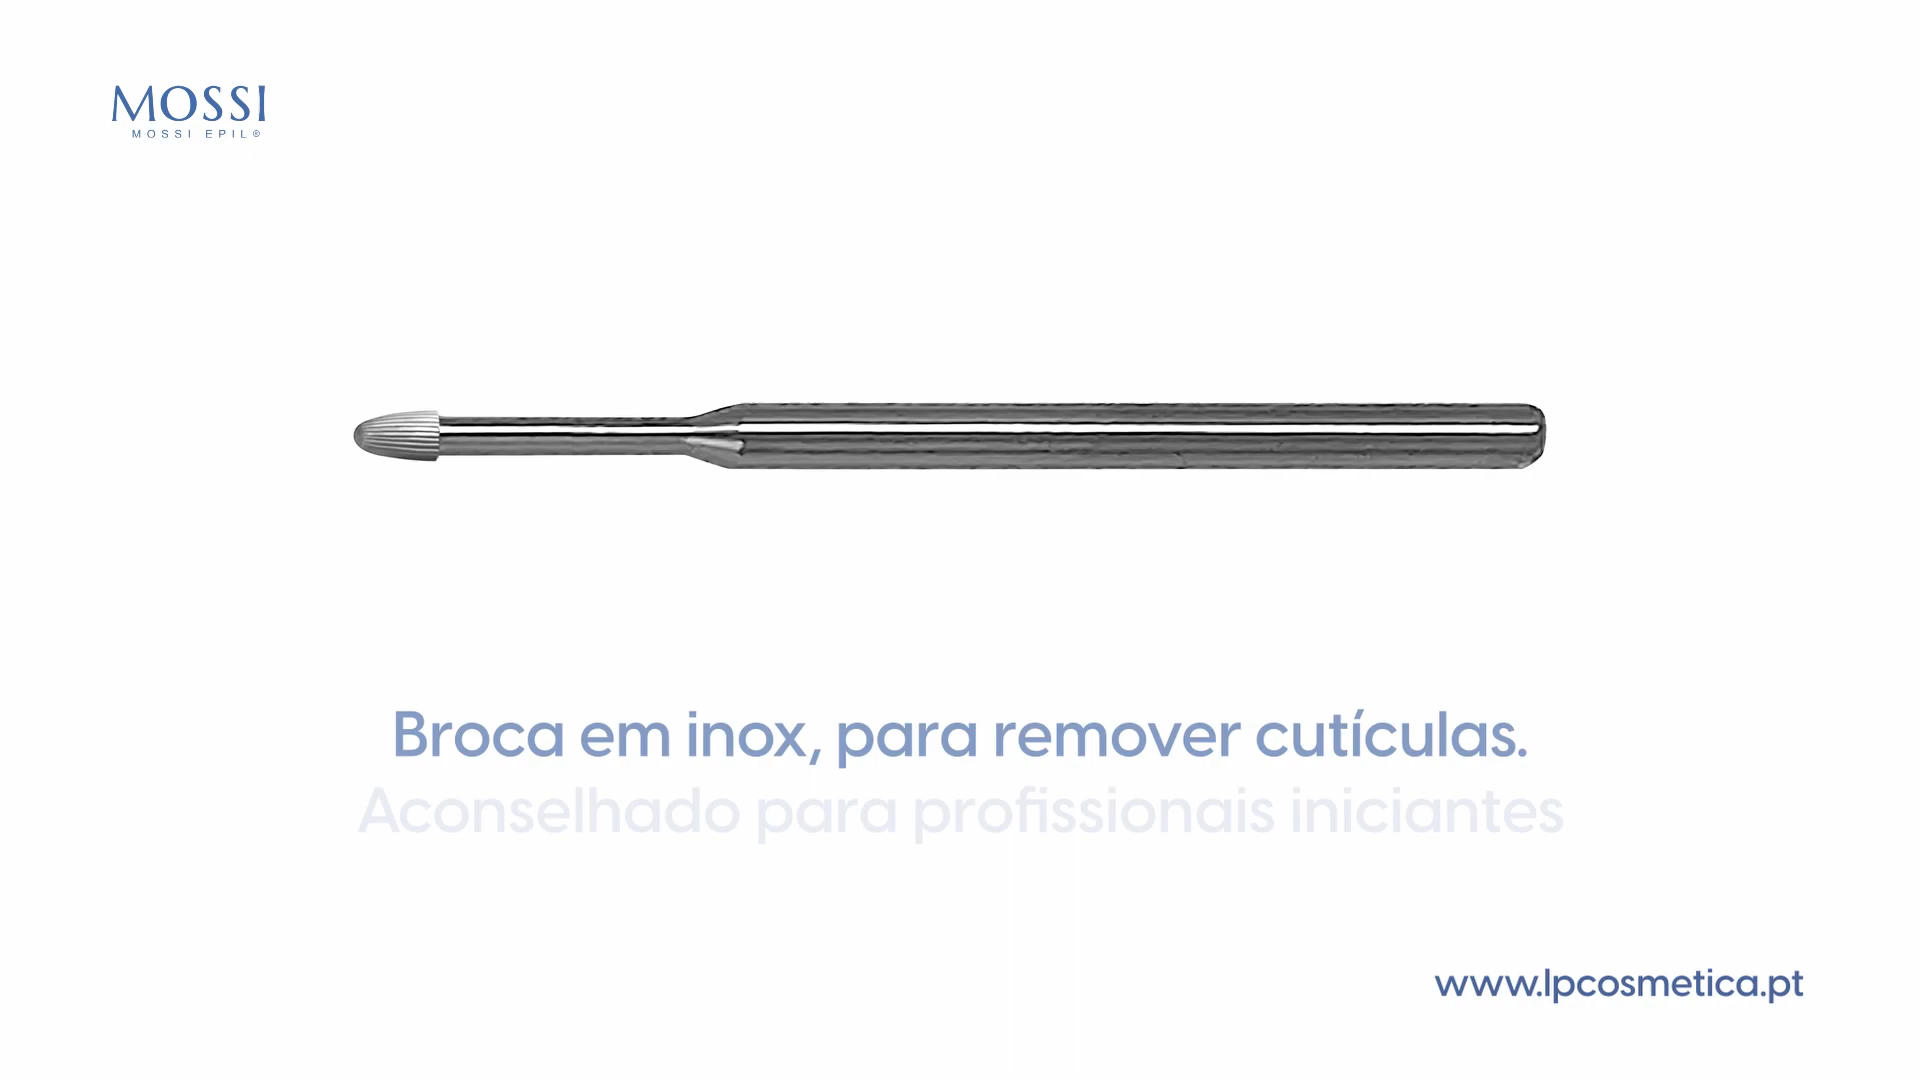 MOSSI
MOSSI EPIL®
Broca em inox, para remover cutículas.
Aconselhado para profissionais iniciantes
www.lpcosmetica.pt